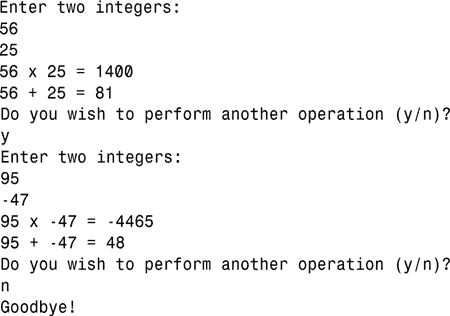 Enter two integers:
56
25
56 x 25 = 1400
56 + 25 = 81
Do you wish to perform another operation (y/n)?
y
Enter two integers:
95
-47
95 x -47 = -4465
95 + -47 = 48
Do you wish to perform another operation (y/n)?
n
Goodbye!